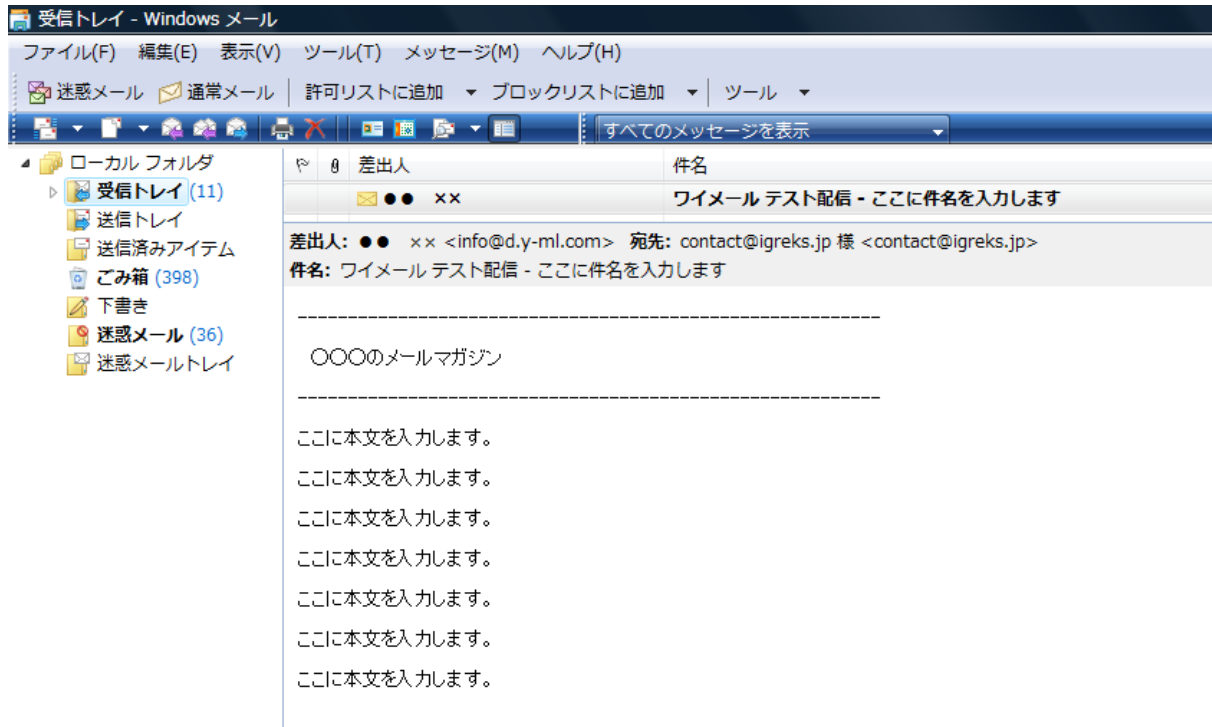 受信トレイ - Windows メール
ファイル(F) 編集(E) 表示(V) ツール(T) メッセージ(M) ヘルプ(H)
迷惑メール 通常メール 許可リストに追加 ブロックリストに追加 ツール
すべてのメッセージを表示
ローカル フォルダ
受信トレイ (11)
送信トレイ
送信済みアイテム
ごみ箱 (398)
下書き
迷惑メール (36)
迷惑メールトレイ
差出人 件名
●● ×× ワイメール テスト配信 - ここに件名を入力します
差出人: ●● ×× <info@d.y-ml.com> 宛先: contact@igreks.jp 様 <contact@igreks.jp>
件名: ワイメール テスト配信 - ここに件名を入力します
----------------------------------------------------------
○○○のメールマガジン
----------------------------------------------------------
ここに本文を入力します。
ここに本文を入力します。
ここに本文を入力します。
ここに本文を入力します。
ここに本文を入力します。
ここに本文を入力します。
ここに本文を入力します。